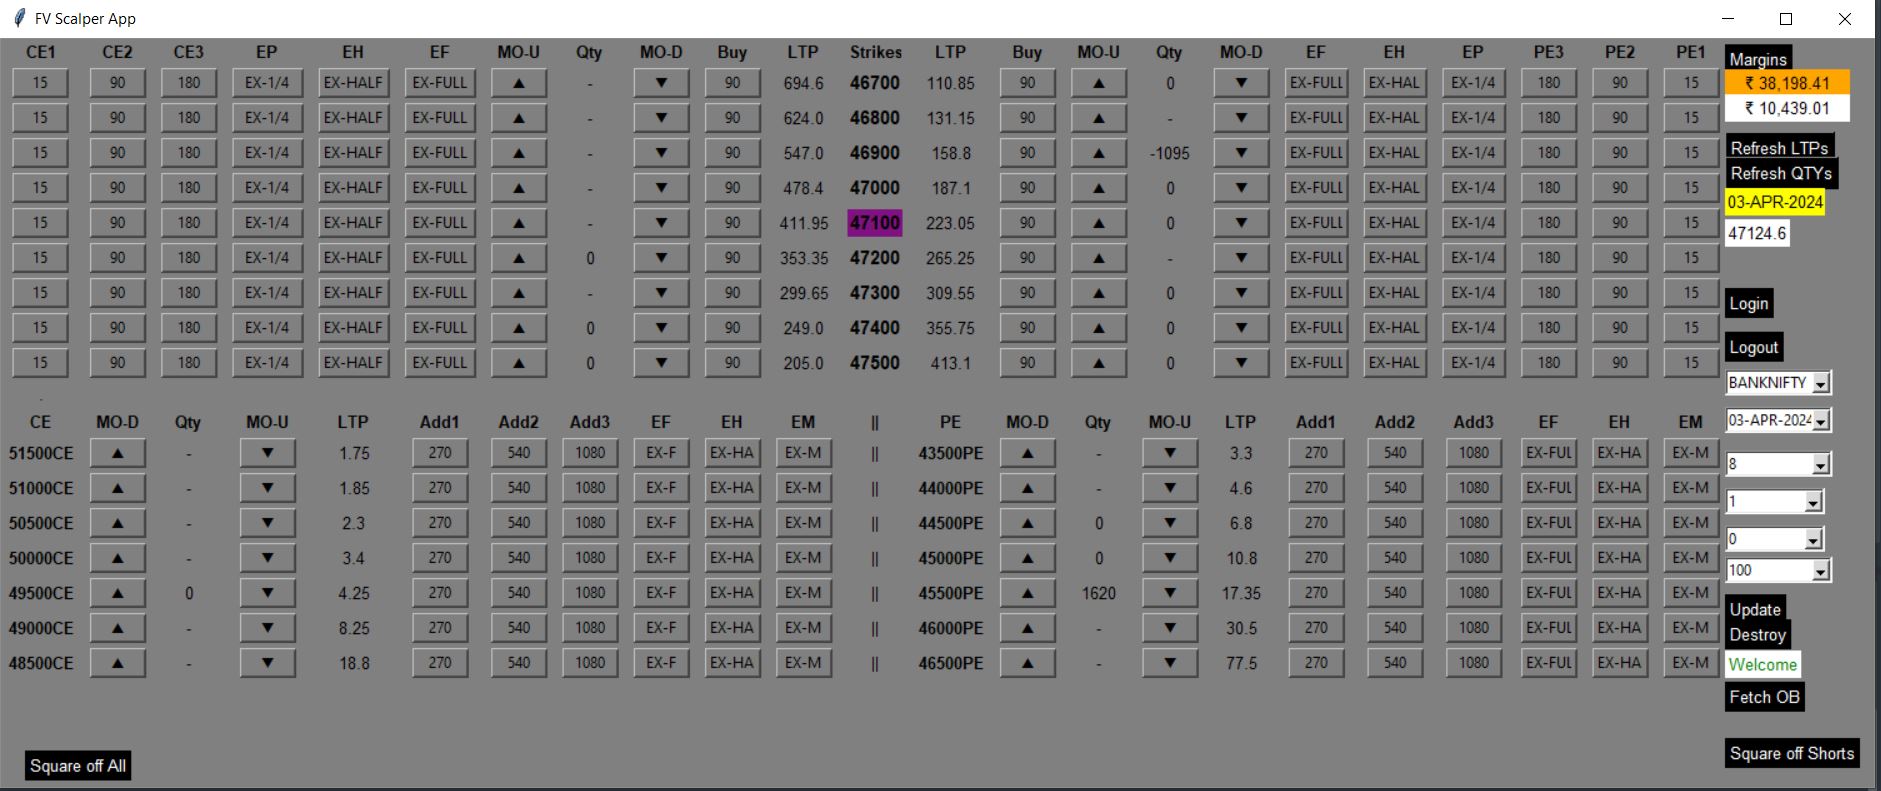 FV Scalper App
CE1 CE2 CE3 EP EH EF MO-U Qty MO-D Buy LTP Strikes LTP Buy MO-U Qty MO-D EF EH EP PE3 PE2 PE1
15 90 180 EX-1/4 EX-HALF EX-FULL ▲ - ▼ 90 694.6 46700 110.85 90 ▲ 0 ▼ EX-FULL EX-HAL EX-1/4 180 90 15
15 90 180 EX-1/4 EX-HALF EX-FULL ▲ - ▼ 90 624.0 46800 131.15 90 ▲ - ▼ EX-FULL EX-HAL EX-1/4 180 90 15
15 90 180 EX-1/4 EX-HALF EX-FULL ▲ - ▼ 90 547.0 46900 158.8 90 ▲ -1095 ▼ EX-FULL EX-HAL EX-1/4 180 90 15
15 90 180 EX-1/4 EX-HALF EX-FULL ▲ - ▼ 90 478.4 47000 187.1 90 ▲ 0 ▼ EX-FULL EX-HAL EX-1/4 180 90 15
15 90 180 EX-1/4 EX-HALF EX-FULL ▲ - ▼ 90 411.95 47100 223.05 90 ▲ 0 ▼ EX-FULL EX-HAL EX-1/4 180 90 15
15 90 180 EX-1/4 EX-HALF EX-FULL ▲ 0 ▼ 90 353.35 47200 265.25 90 ▲ - ▼ EX-FULL EX-HAL EX-1/4 180 90 15
15 90 180 EX-1/4 EX-HALF EX-FULL ▲ - ▼ 90 299.65 47300 309.55 90 ▲ 0 ▼ EX-FULL EX-HAL EX-1/4 180 90 15
15 90 180 EX-1/4 EX-HALF EX-FULL ▲ 0 ▼ 90 249.0 47400 355.75 90 ▲ 0 ▼ EX-FULL EX-HAL EX-1/4 180 90 15
15 90 180 EX-1/4 EX-HALF EX-FULL ▲ 0 ▼ 90 205.0 47500 413.1 90 ▲ 0 ▼ EX-FULL EX-HAL EX-1/4 180 90 15
CE MO-D Qty MO-U LTP Add1 Add2 Add3 EF EH EM || PE MO-D Qty MO-U LTP Add1 Add2 Add3 EF EH EM
51500CE ▲ - ▼ 1.75 270 540 1080 EX-F EX-HA EX-M || 43500PE ▲ - ▼ 3.3 270 540 1080 EX-FUL EX-HA EX-M
51000CE ▲ - ▼ 1.85 270 540 1080 EX-F EX-HA EX-M || 44000PE ▲ - ▼ 4.6 270 540 1080 EX-FUL EX-HA EX-M
50500CE ▲ - ▼ 2.3 270 540 1080 EX-F EX-HA EX-M || 44500PE ▲ 0 ▼ 6.8 270 540 1080 EX-FUL EX-HA EX-M
50000CE ▲ - ▼ 3.4 270 540 1080 EX-F EX-HA EX-M || 45000PE ▲ 0 ▼ 10.8 270 540 1080 EX-FUL EX-HA EX-M
49500CE ▲ 0 ▼ 4.25 270 540 1080 EX-F EX-HA EX-M || 45500PE ▲ 1620 ▼ 17.35 270 540 1080 EX-FUL EX-HA EX-M
49000CE ▲ - ▼ 8.25 270 540 1080 EX-F EX-HA EX-M || 46000PE ▲ - ▼ 30.5 270 540 1080 EX-FUL EX-HA EX-M
48500CE ▲ - ▼ 18.8 270 540 1080 EX-F EX-HA EX-M || 46500PE ▲ - ▼ 77.5 270 540 1080 EX-FUL EX-HA EX-M
Square off All
Margins
₹ 38,198.41
₹ 10,439.01
Refresh LTPs
Refresh QTYs
03-APR-2024
47124.6
Login
Logout
BANKNIFTY
03-APR-2024
8
1
0
100
Update
Destroy
Welcome
Fetch OB
Square off Shorts